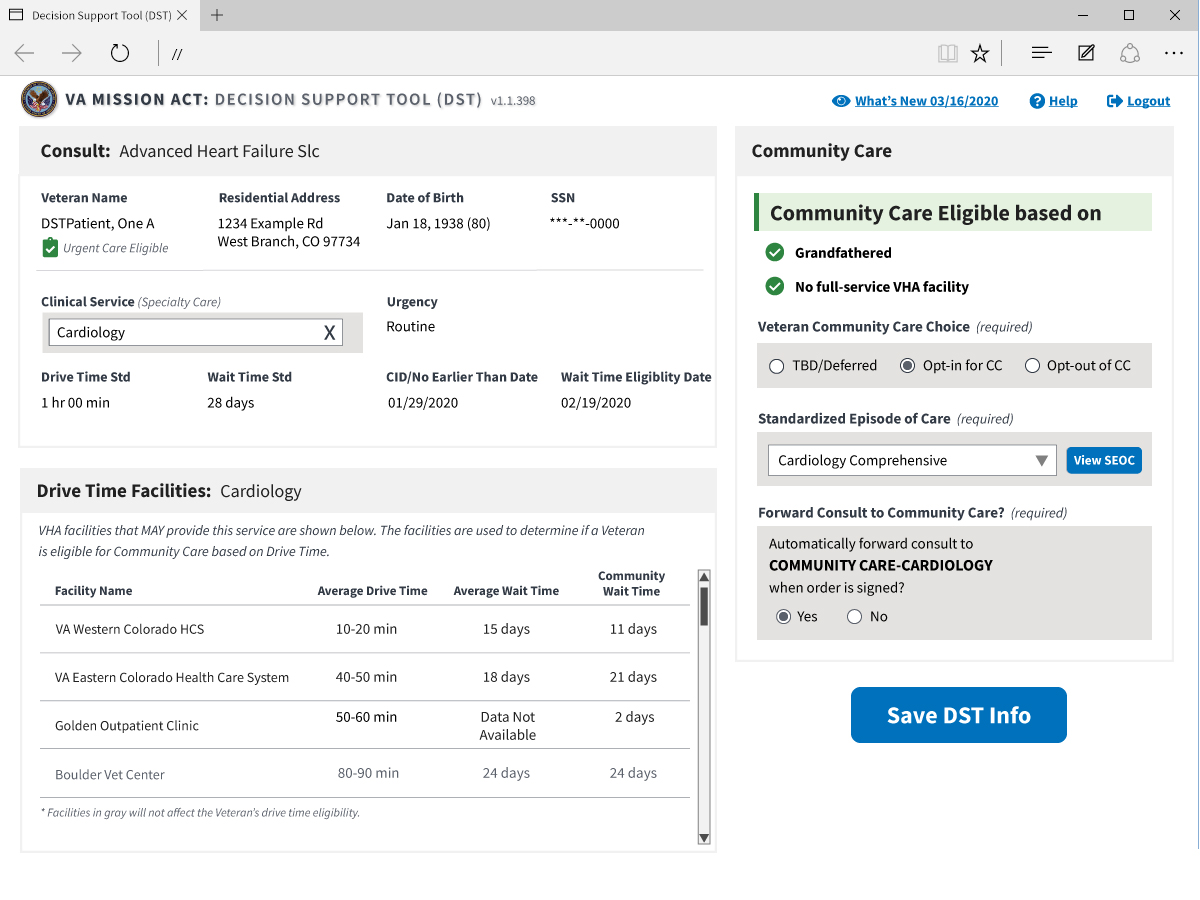 Decision Support Tool (DST)
//
VA MISSION ACT: DECISION SUPPORT TOOL (DST) v1.1.398
What's New 03/16/2020
Help
Logout
Consult: Advanced Heart Failure Slc
Veteran Name Residential Address Date of Birth SSN
DSTPatient, One A 1234 Example Rd Jan 18, 1938 (80) ***-**-0000
West Branch, CO 97734
Urgent Care Eligible
Clinical Service (Specialty Care) Urgency
Cardiology X Routine
Drive Time Std Wait Time Std CID/No Earlier Than Date Wait Time Eligiblity Date
1 hr 00 min 28 days 01/29/2020 02/19/2020
Drive Time Facilities: Cardiology
VHA facilities that MAY provide this service are shown below. The facilities are used to determine if a Veteran
is eligible for Community Care based on Drive Time.
Facility Name Average Drive Time Average Wait Time Community Wait Time
VA Western Colorado HCS 10-20 min 15 days 11 days
VA Eastern Colorado Health Care System 40-50 min 18 days 21 days
Golden Outpatient Clinic 50-60 min Data Not Available 2 days
Boulder Vet Center 80-90 min 24 days 24 days
* Facilities in gray will not affect the Veteran's drive time eligibility.
Community Care
Community Care Eligible based on
Grandfathered
No full-service VHA facility
Veteran Community Care Choice (required)
TBD/Deferred Opt-in for CC Opt-out of CC
Standardized Episode of Care (required)
Cardiology Comprehensive View SEOC
Forward Consult to Community Care? (required)
Automatically forward consult to
COMMUNITY CARE-CARDIOLOGY
when order is signed?
Yes No
Save DST Info